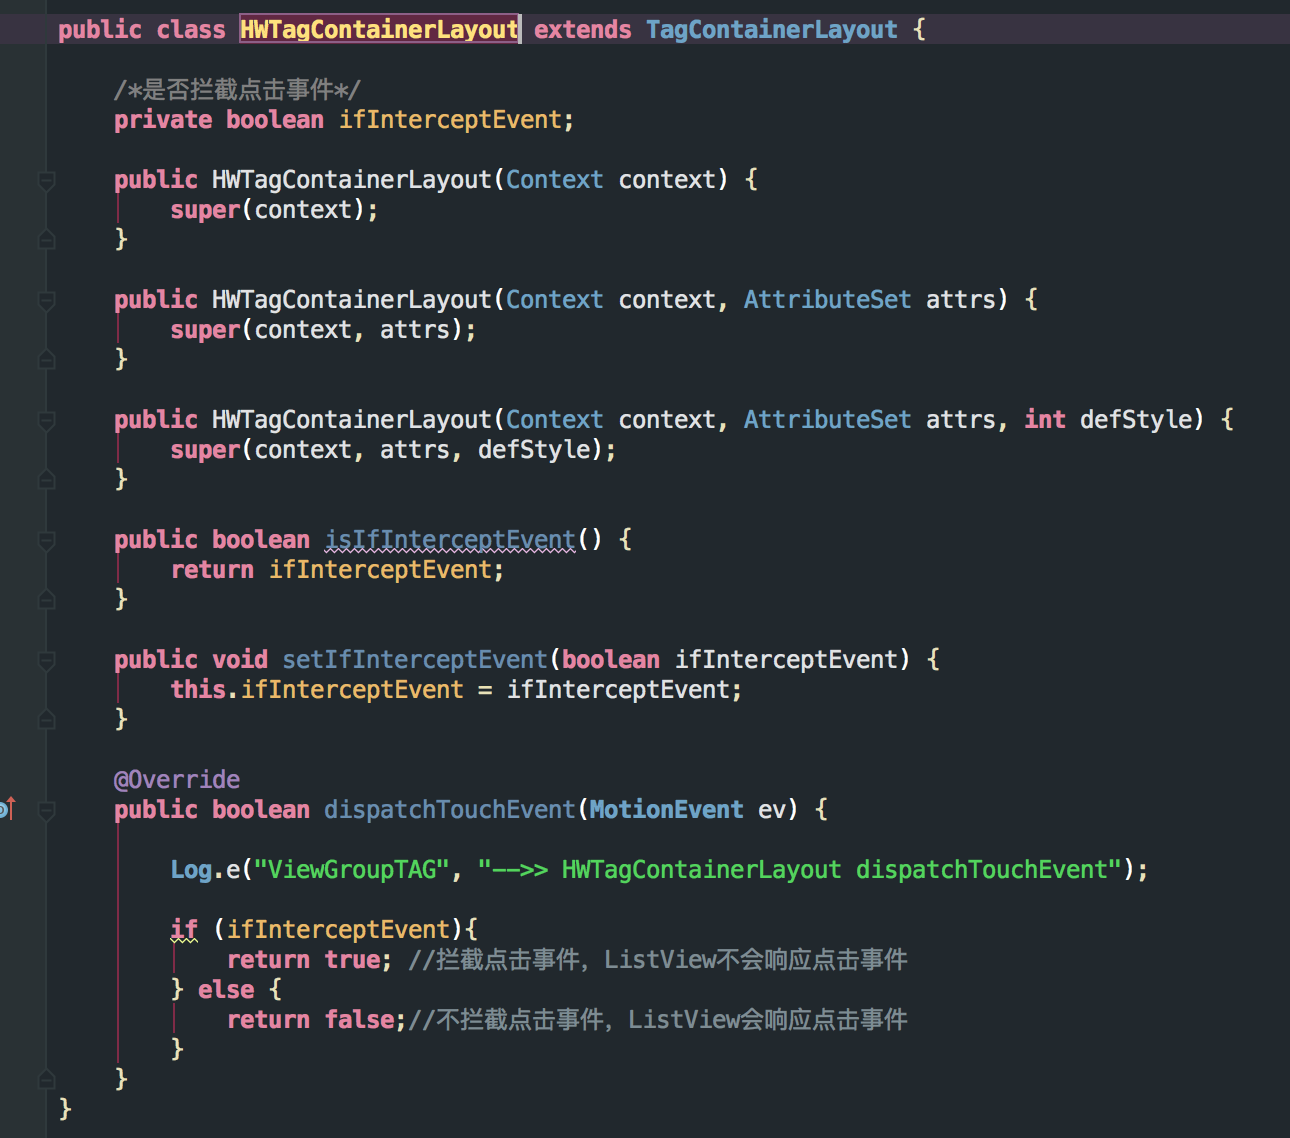 public class HWTagContainerLayout extends TagContainerLayout {
/*是否拦截点击事件*/
private boolean ifInterceptEvent;
public HWTagContainerLayout(Context context) {
super(context);
}
public HWTagContainerLayout(Context context, AttributeSet attrs) {
super(context, attrs);
}
public HWTagContainerLayout(Context context, AttributeSet attrs, int defStyle) {
super(context, attrs, defStyle);
}
public boolean isIfInterceptEvent() {
return ifInterceptEvent;
}
public void setIfInterceptEvent(boolean ifInterceptEvent) {
this.ifInterceptEvent = ifInterceptEvent;
}
@Override
public boolean dispatchTouchEvent(MotionEvent ev) {
Log.e("ViewGroupTAG", "-->> HWTagContainerLayout dispatchTouchEvent");
if (ifInterceptEvent){
return true; //拦截点击事件，ListView不会响应点击事件
} else {
return false;//不拦截点击事件，ListView会响应点击事件
}
}
}